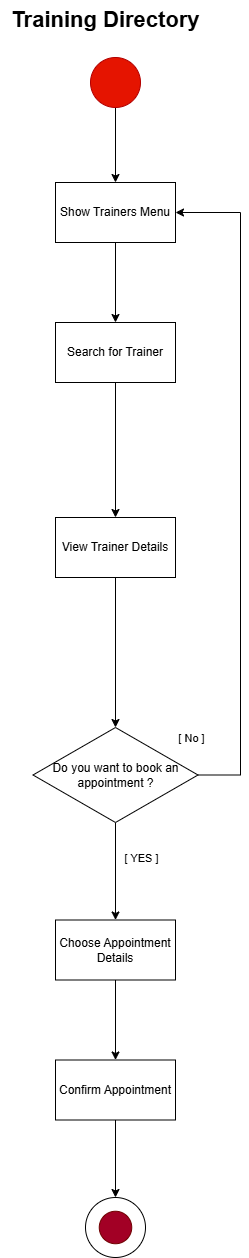 Training Directory
Show Trainers Menu
Search for Trainer
View Trainer Details
[ No ]
Do you want to book an
appointment ?
[ YES ]
Choose Appointment
Details
Confirm Appointment